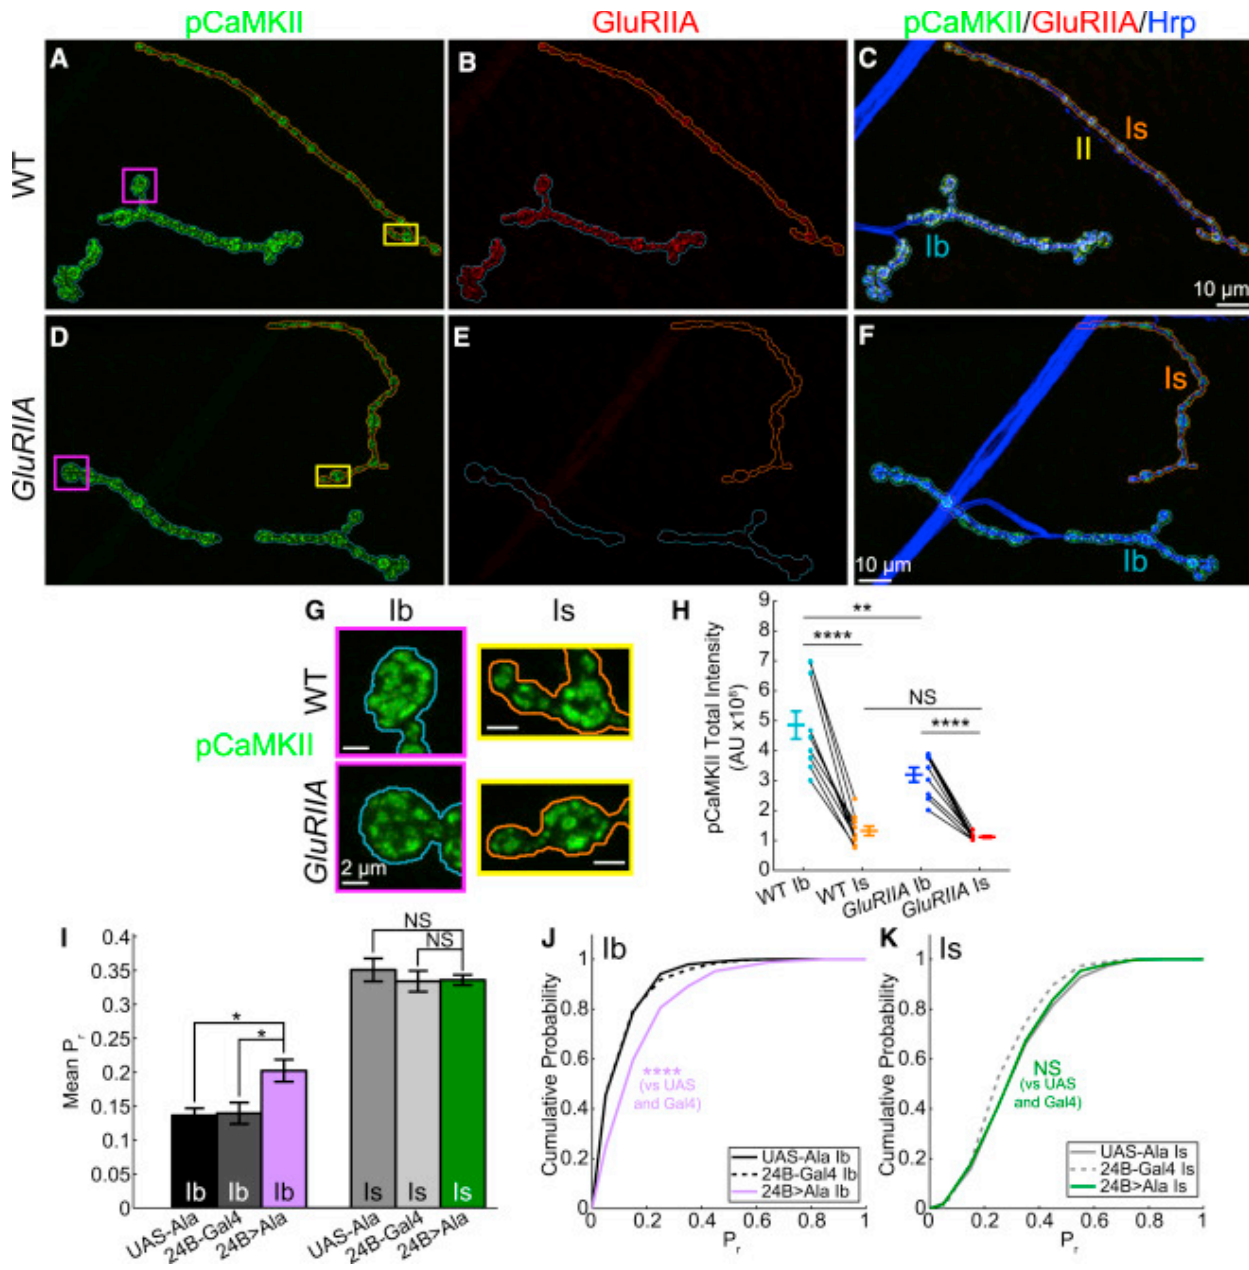 pCaMKII
GluRIIA
pCaMKII/GluRIIA/Hrp
WT
A
B
C
II
Is
Ib
10 µm
GluRIIA
D
E
F
Is
Ib
10 µm
G
Ib
Is
pCaMKII
WT
GluRIIA
2 µm
H
pCaMKII Total Intensity
(AU x10⁸)
9
8
7
6
5
4
3
2
1
0
**
****
NS
****
WT Ib
WT Is
GluRIIA Ib
GluRIIA Is
I
Mean Pr
0.4
0.35
0.3
0.25
0.2
0.15
0.1
0.05
0
*
*
NS
NS
Ib
Ib
Ib
Is
Is
Is
UAS-Ala
24B-Gal4
24B>Ala
UAS-Ala
24B-Gal4
24B>Ala
J
Ib
Cumulative Probability
1
0.8
0.6
0.4
0.2
0
****
(vs UAS
and Gal4)
UAS-Ala Ib
24B-Gal4 Ib
24B>Ala Ib
0
0.2
0.4
0.6
0.8
1
Pr
K
Is
Cumulative Probability
1
0.8
0.6
0.4
0.2
0
NS
(vs UAS
and Gal4)
UAS-Ala Is
24B-Gal4 Is
24B>Ala Is
0
0.2
0.4
0.6
0.8
1
Pr